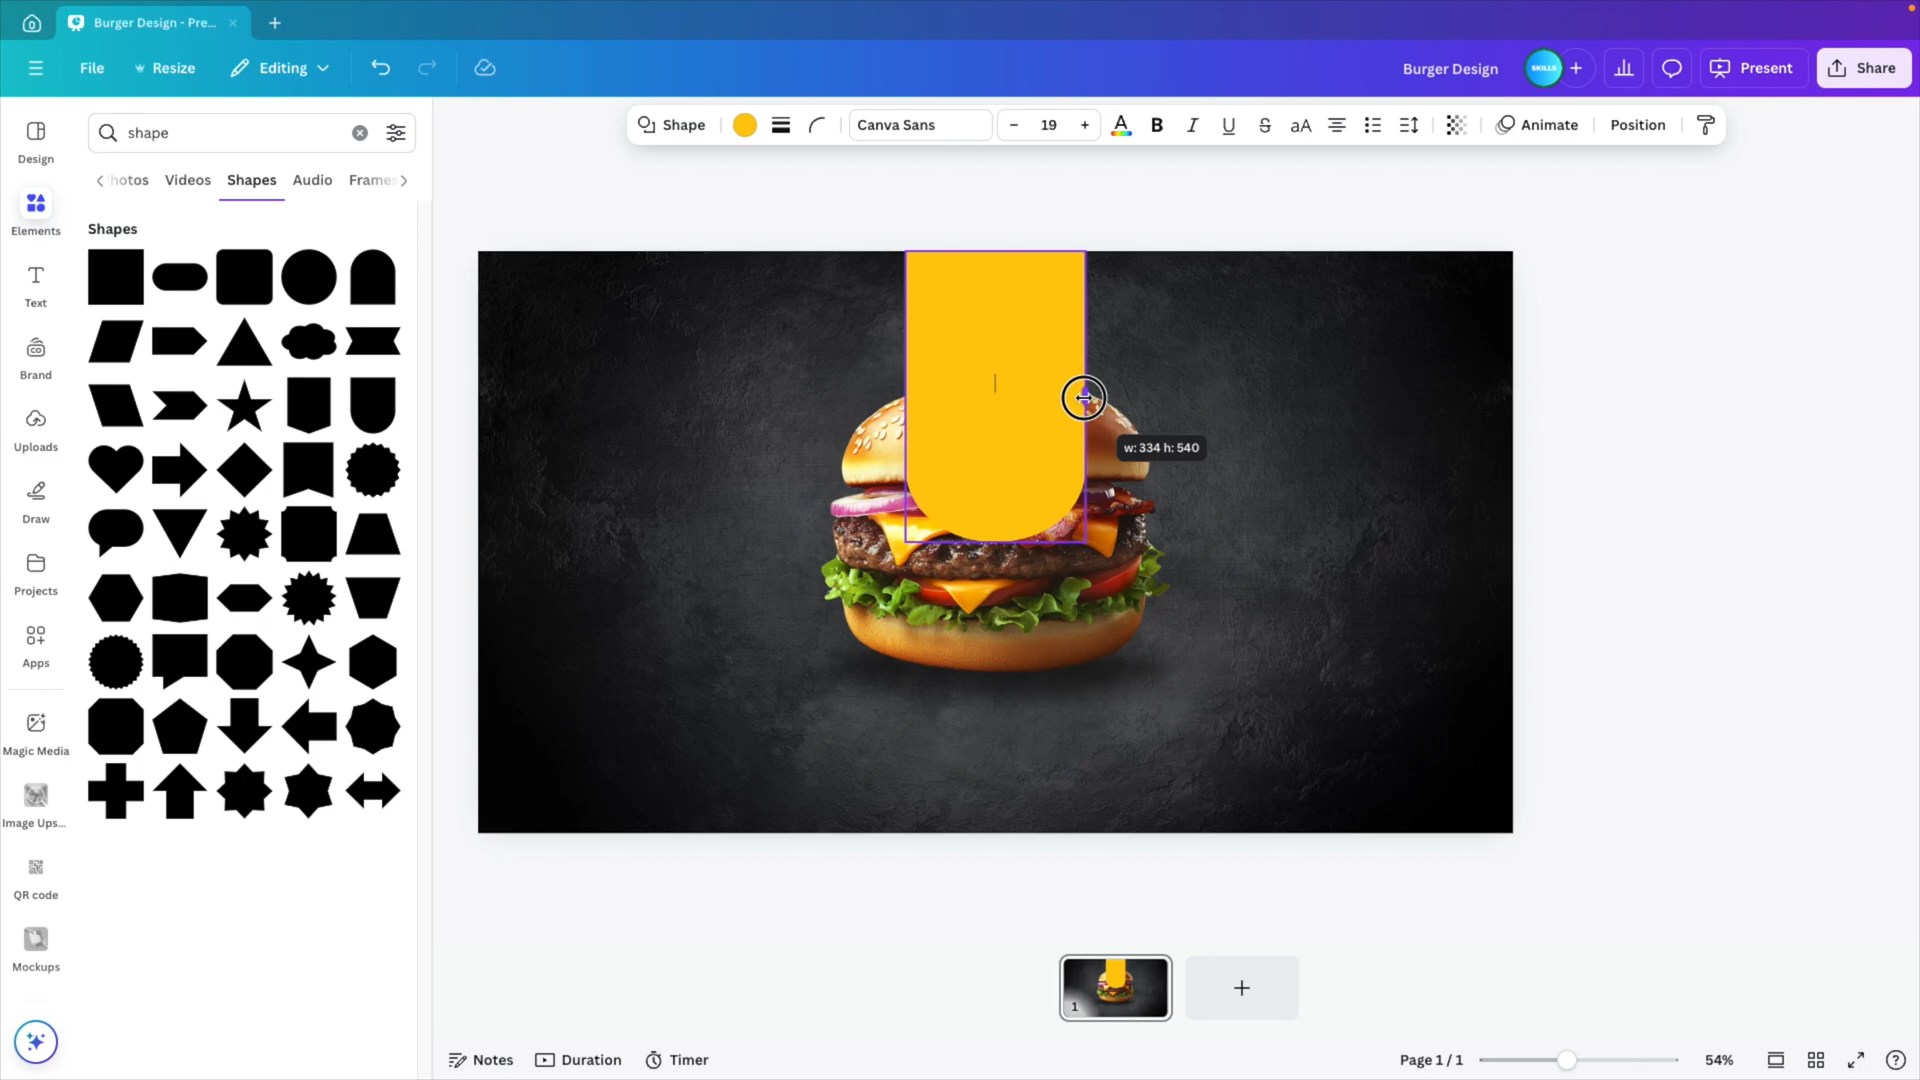 Burger Design - Pre...
File
Resize
Editing
Burger Design
SKILLS
Present
Share
Design
Elements
Text
Brand
Uploads
Draw
Projects
Apps
Magic Media
Image Ups...
QR code
Mockups
shape
hotos
Videos
Shapes
Audio
Frames
Shapes
Shape
Canva Sans
19
A
B
I
U
S
aA
Animate
Position
w: 334 h: 540
1
Notes
Duration
Timer
Page 1 / 1
54%